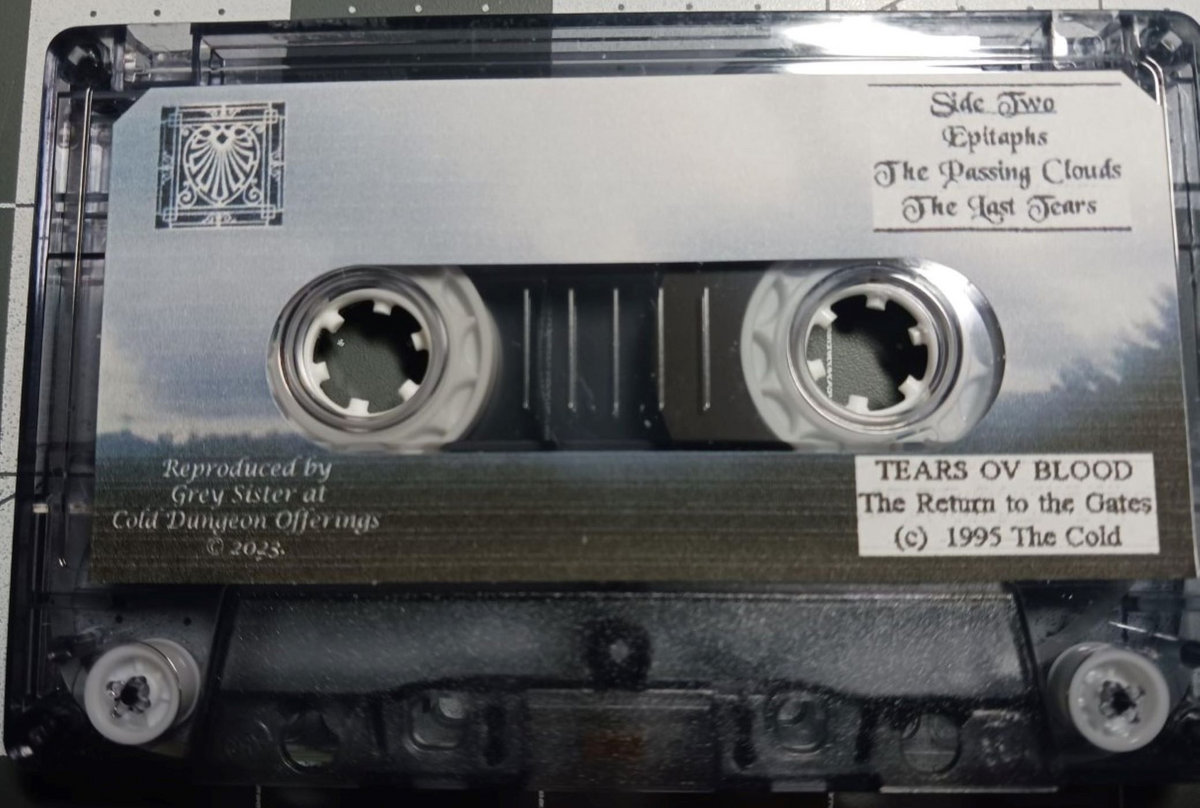 Side Two
Epitaphs
The Passing Clouds
The Last Tears
Reproduced by
Grey Sister at
Cold Dungeon Offerings
© 2023.
TEARS OV BLOOD
The Return to the Gates
(c) 1995 The Cold